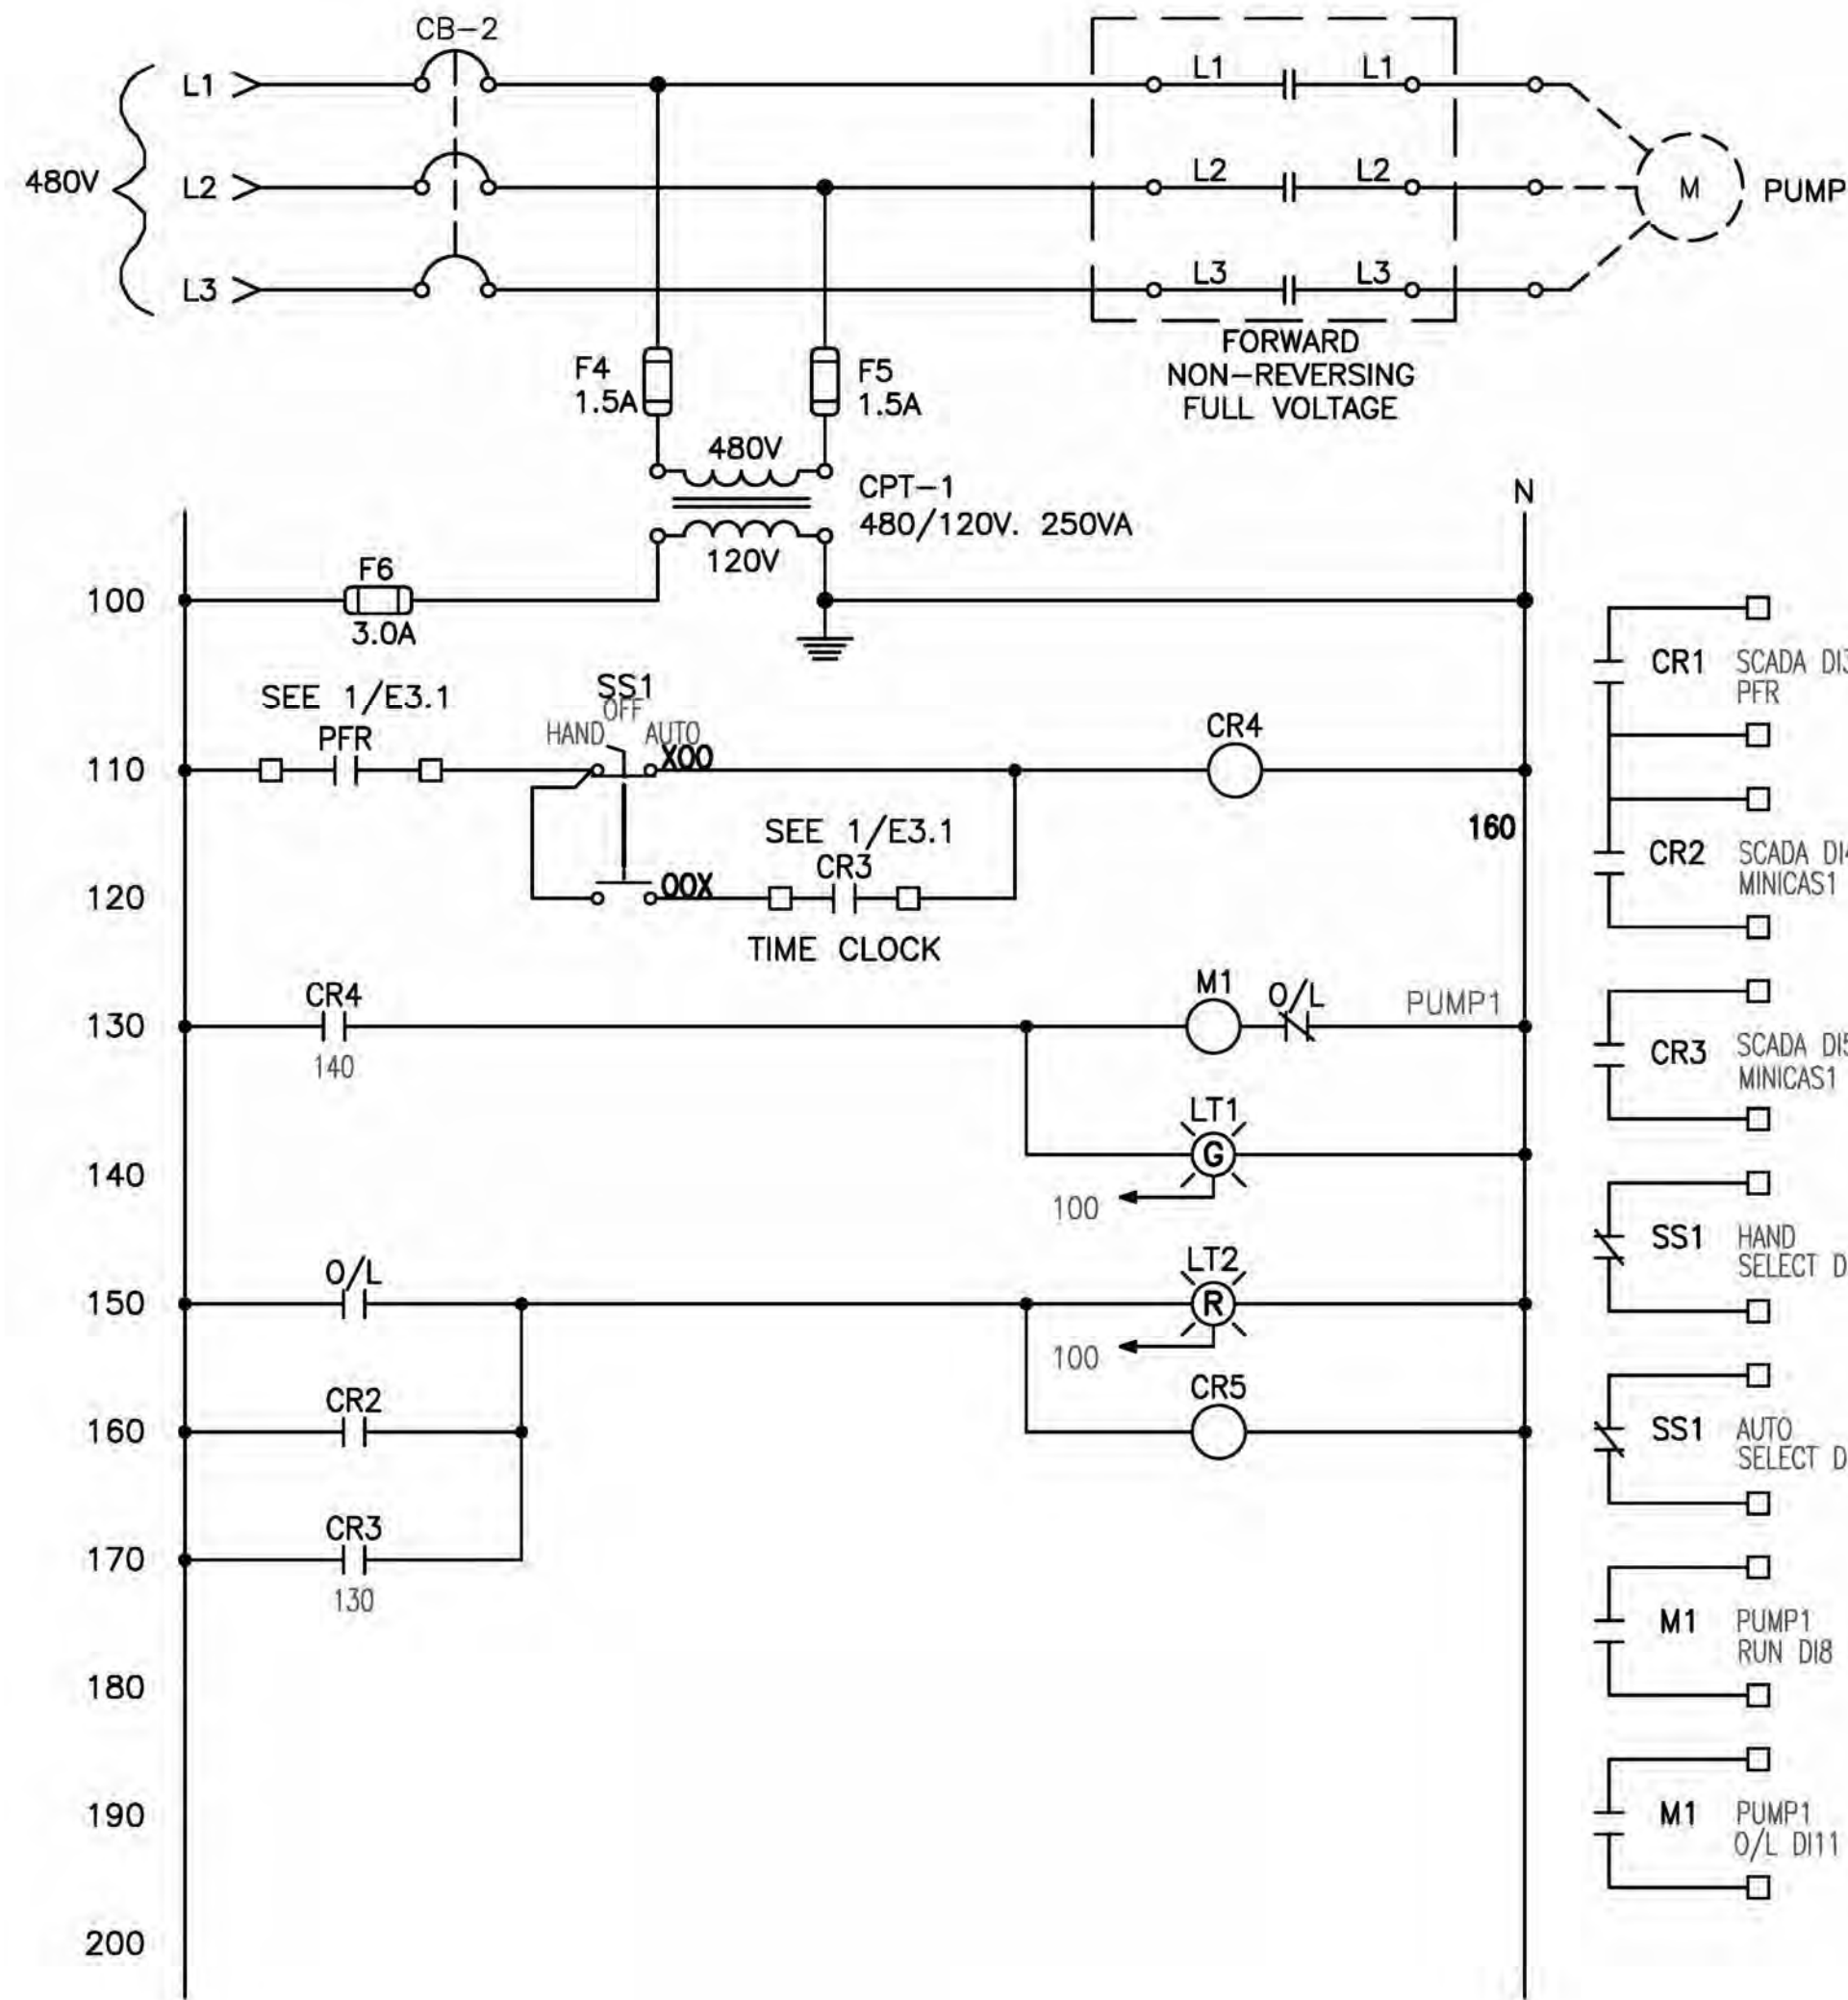 CB-2
L1
L2
L3
480V
L1 L1
L2 L2
L3 L3
M PUMP
FORWARD
NON-REVERSING
FULL VOLTAGE
F4
1.5A
F5
1.5A
480V
CPT-1
480/120V. 250VA
120V
N
100
F6
3.0A
SEE 1/E3.1
PFR
SS1
OFF
HAND AUTO
X00
CR4
110
160
SEE 1/E3.1
CR3
120
00X
TIME CLOCK
CR4
130
140
M1 O/L PUMP1
LT1
G
140
100
O/L
150
LT2
R
100
CR2
160
CR5
CR3
170
130
180
190
200
CR1 SCADA DI3
PFR
CR2 SCADA DI4
MINICAS1
CR3 SCADA DI5
MINICAS1
SS1 HAND
SELECT D
SS1 AUTO
SELECT D
M1 PUMP1
RUN DI8
M1 PUMP1
O/L DI11